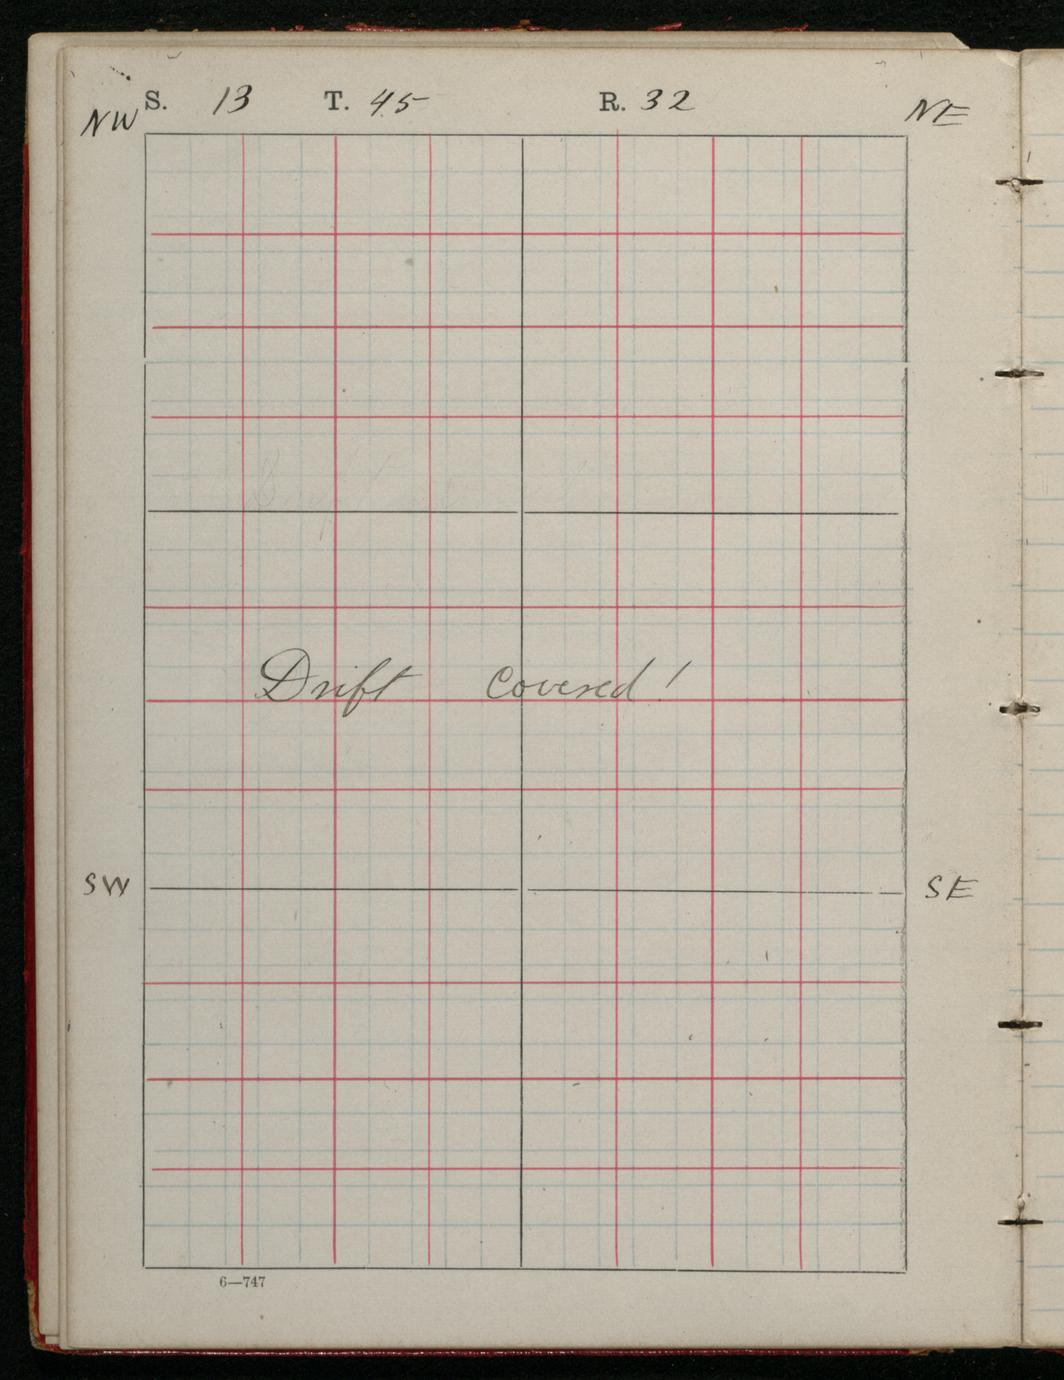 S. 13 T. 45 R. 32
NW NE
Drift covered!
SW SE
6—747